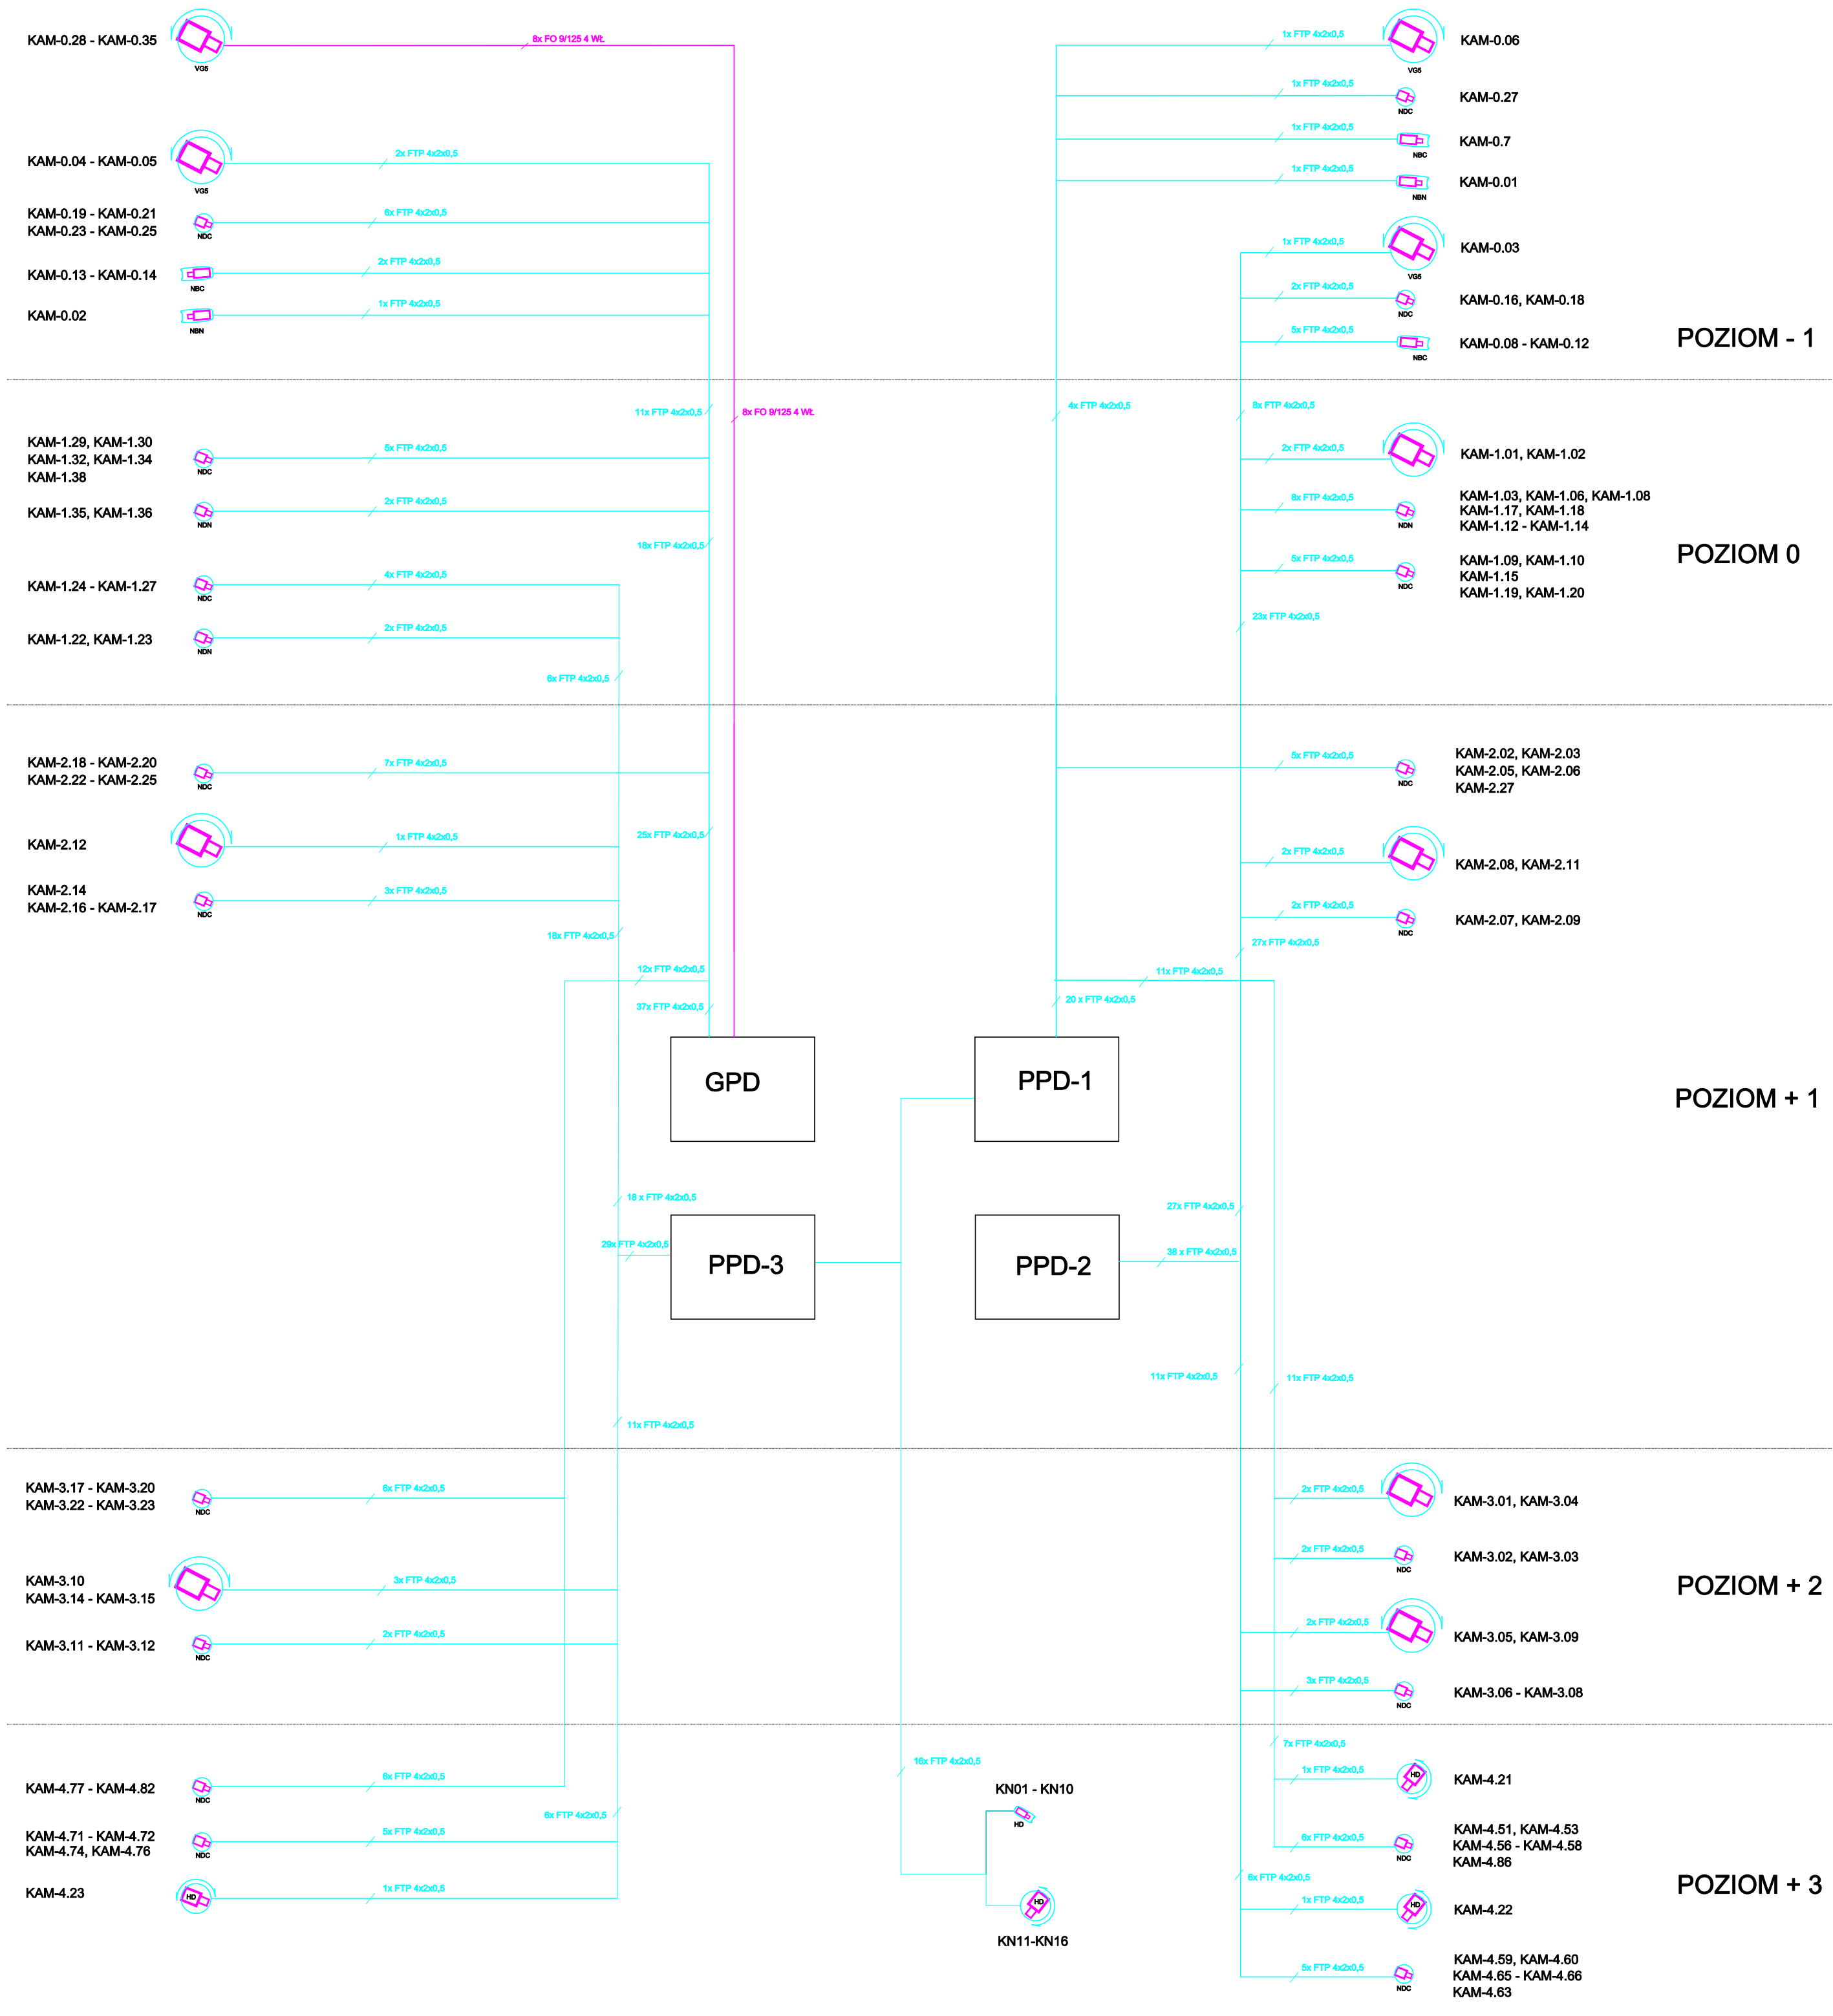 KAM-0.28 - KAM-0.35
VG5
8x FO 9/125 4 WŁ
KAM-0.04 - KAM-0.05
VG5
2x FTP 4x2x0,5
KAM-0.19 - KAM-0.21
KAM-0.23 - KAM-0.25
NDC
6x FTP 4x2x0,5
KAM-0.13 - KAM-0.14
NBC
2x FTP 4x2x0,5
KAM-0.02
NBN
1x FTP 4x2x0,5
1x FTP 4x2x0,5
VG5
KAM-0.06
1x FTP 4x2x0,5
NDC
KAM-0.27
1x FTP 4x2x0,5
NBC
KAM-0.7
1x FTP 4x2x0,5
NBN
KAM-0.01
1x FTP 4x2x0,5
VG5
KAM-0.03
2x FTP 4x2x0,5
NDC
KAM-0.16, KAM-0.18
5x FTP 4x2x0,5
NBC
KAM-0.08 - KAM-0.12
POZIOM - 1
11x FTP 4x2x0,5
8x FO 9/125 4 WŁ
4x FTP 4x2x0,5
8x FTP 4x2x0,5
KAM-1.29, KAM-1.30
KAM-1.32, KAM-1.34
KAM-1.38
NDC
5x FTP 4x2x0,5
KAM-1.35, KAM-1.36
NDN
2x FTP 4x2x0,5
18x FTP 4x2x0,5
KAM-1.24 - KAM-1.27
NDC
4x FTP 4x2x0,5
KAM-1.22, KAM-1.23
NDN
2x FTP 4x2x0,5
6x FTP 4x2x0,5
2x FTP 4x2x0,5
KAM-1.01, KAM-1.02
8x FTP 4x2x0,5
NDN
KAM-1.03, KAM-1.06, KAM-1.08
KAM-1.17, KAM-1.18
KAM-1.12 - KAM-1.14
5x FTP 4x2x0,5
NDC
KAM-1.09, KAM-1.10
KAM-1.15
KAM-1.19, KAM-1.20
23x FTP 4x2x0,5
POZIOM 0
KAM-2.18 - KAM-2.20
KAM-2.22 - KAM-2.25
NDC
7x FTP 4x2x0,5
KAM-2.12
1x FTP 4x2x0,5
25x FTP 4x2x0,5
KAM-2.14
KAM-2.16 - KAM-2.17
NDC
3x FTP 4x2x0,5
18x FTP 4x2x0,5
12x FTP 4x2x0,5
37x FTP 4x2x0,5
5x FTP 4x2x0,5
NDC
KAM-2.02, KAM-2.03
KAM-2.05, KAM-2.06
KAM-2.27
2x FTP 4x2x0,5
KAM-2.08, KAM-2.11
2x FTP 4x2x0,5
NDC
KAM-2.07, KAM-2.09
27x FTP 4x2x0,5
11x FTP 4x2x0,5
20 x FTP 4x2x0,5
GPD
PPD-1
POZIOM + 1
18 x FTP 4x2x0,5
29x FTP 4x2x0,5
PPD-3
PPD-2
27x FTP 4x2x0,5
38 x FTP 4x2x0,5
11x FTP 4x2x0,5
11x FTP 4x2x0,5
11x FTP 4x2x0,5
KAM-3.17 - KAM-3.20
KAM-3.22 - KAM-3.23
NDC
6x FTP 4x2x0,5
KAM-3.10
KAM-3.14 - KAM-3.15
3x FTP 4x2x0,5
KAM-3.11 - KAM-3.12
NDC
2x FTP 4x2x0,5
2x FTP 4x2x0,5
KAM-3.01, KAM-3.04
2x FTP 4x2x0,5
NDC
KAM-3.02, KAM-3.03
2x FTP 4x2x0,5
KAM-3.05, KAM-3.09
3x FTP 4x2x0,5
NDC
KAM-3.06 - KAM-3.08
POZIOM + 2
KAM-4.77 - KAM-4.82
NDC
6x FTP 4x2x0,5
6x FTP 4x2x0,5
KAM-4.71 - KAM-4.72
KAM-4.74, KAM-4.76
NDC
5x FTP 4x2x0,5
KAM-4.23
HD
1x FTP 4x2x0,5
16x FTP 4x2x0,5
KN01 - KN10
HD
HD
KN11-KN16
7x FTP 4x2x0,5
1x FTP 4x2x0,5
HD
KAM-4.21
6x FTP 4x2x0,5
NDC
KAM-4.51, KAM-4.53
KAM-4.56 - KAM-4.58
KAM-4.86
6x FTP 4x2x0,5
1x FTP 4x2x0,5
HD
KAM-4.22
5x FTP 4x2x0,5
NDC
KAM-4.59, KAM-4.60
KAM-4.65 - KAM-4.66
KAM-4.63
POZIOM + 3